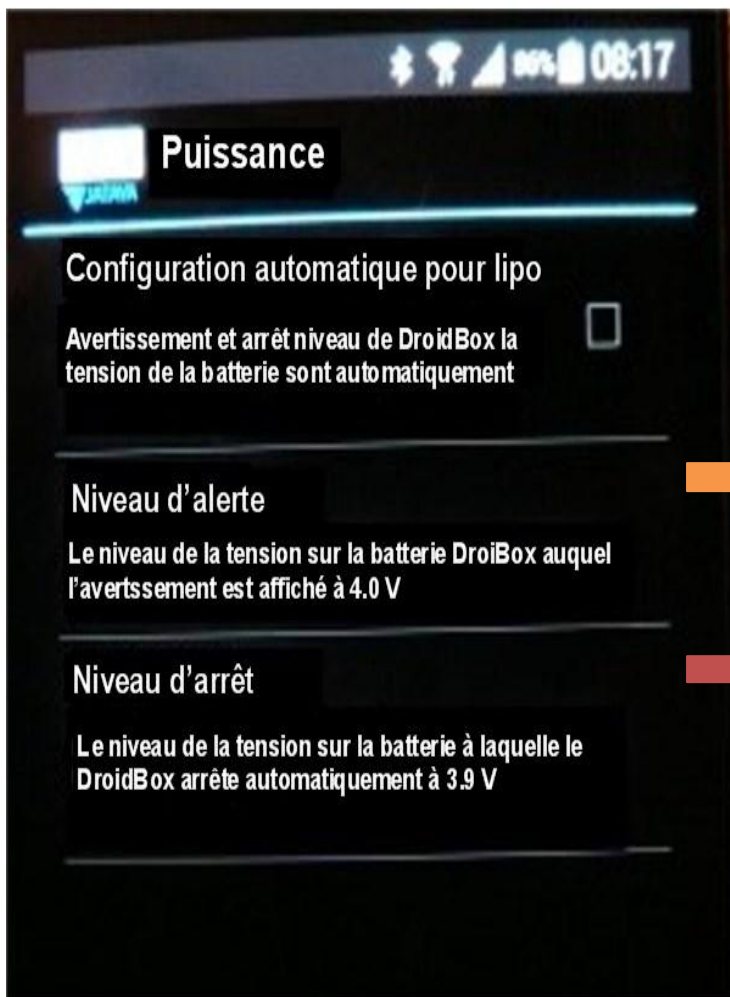 86% 08:17
Puissance
JATAYA
Configuration automatique pour lipo
Avertissement et arrêt niveau de DroidBox la
tension de la batterie sont automatiquement
Niveau d'alerte
Le niveau de la tension sur la batterie DroiBox auquel
l'avertssement est affiché à 4.0 V
Niveau d'arrêt
Le niveau de la tension sur la batterie à laquelle le
DroidBox arrête automatiquement à 3.9 V